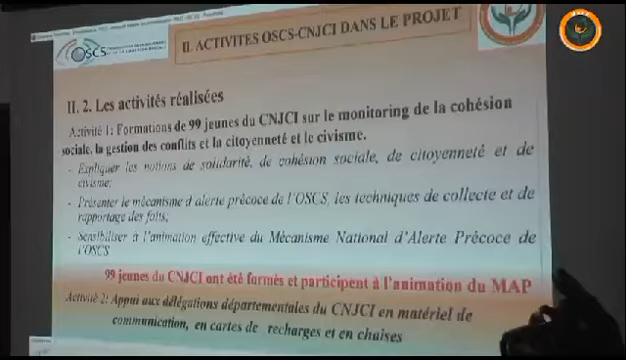 OSCS
II. ACTIVITES OSCS-CNJCI DANS LE PROJET
II. 2. Les activités réalisées
Activité 1: Formations de 99 jeunes du CNJCI sur le monitoring de la cohésion
sociale, la gestion des conflits et la citoyenneté et le civisme.
- Expliquer les notions de solidarité, de cohésion sociale, de citoyenneté et de
civisme;
- Présenter le mécanisme d'alerte précoce de l'OSCS, les techniques de collecte et de
rapportage des faits;
- Sensibiliser à l'animation effective du Mécanisme National d'Alerte Précoce de
l'OSCS
99 jeunes du CNJCI ont été formés et participent à l'animation du MAP
Activité 2: Appui aux délégations départementales du CNJCI en matériel de
communication, en cartes de recharges et en chaises